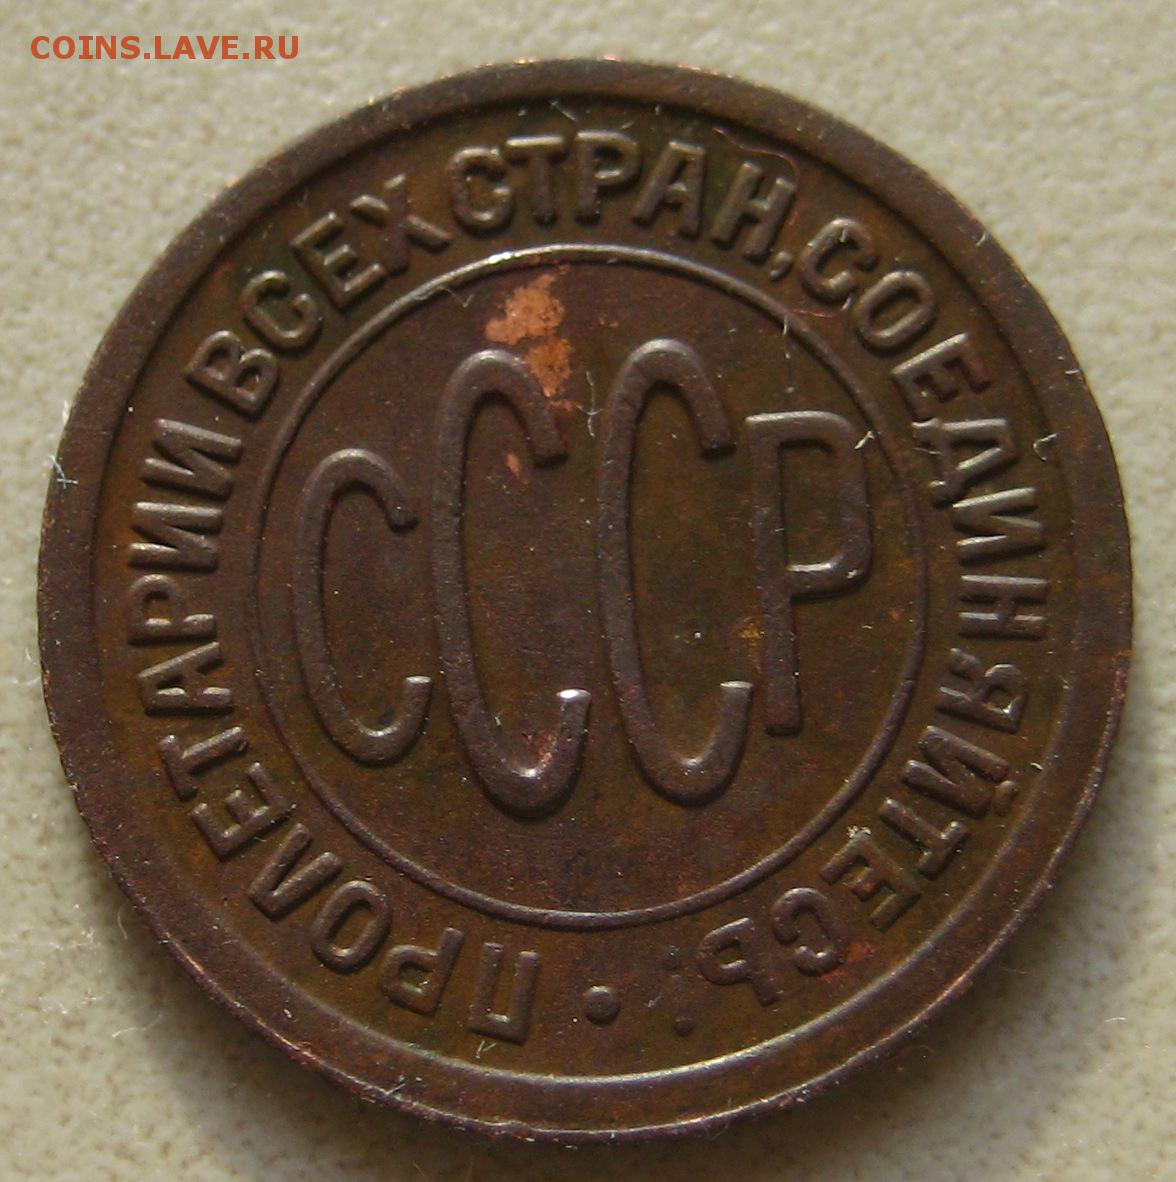 COINS.LAVE.RU
ПРОЛЕТАРИИ ВСЕХ СТРАН, СОЕДИНЯЙТЕСЬ •
СССР